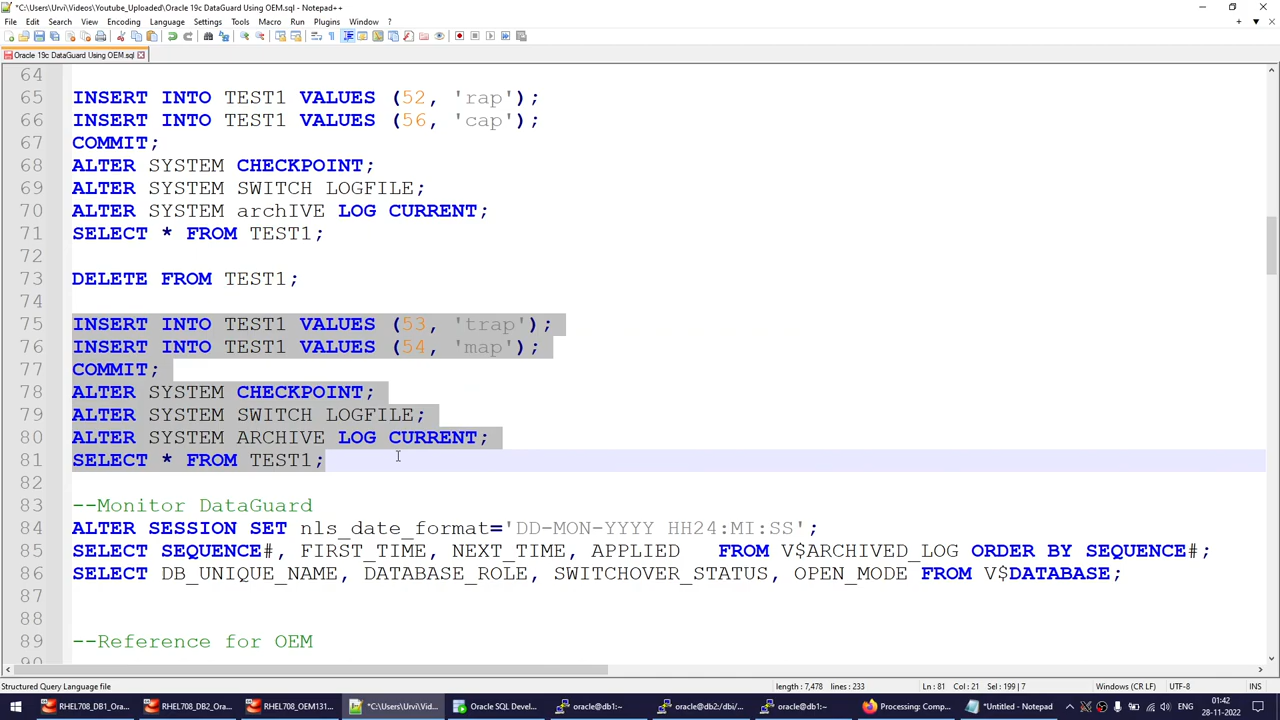 *C:\Users\Urvi\Videos\Youtube_Uploaded\Oracle 19c DataGuard Using OEM.sql - Notepad++
File Edit Search View Encoding Language Settings Tools Macro Run Plugins Window ?
Oracle 19c DataGuard Using OEM.sql
64
65 INSERT INTO TEST1 VALUES (52, 'rap');
66 INSERT INTO TEST1 VALUES (56, 'cap');
67 COMMIT;
68 ALTER SYSTEM CHECKPOINT;
69 ALTER SYSTEM SWITCH LOGFILE;
70 ALTER SYSTEM archIVE LOG CURRENT;
71 SELECT * FROM TEST1;
72
73 DELETE FROM TEST1;
74
75 INSERT INTO TEST1 VALUES (53, 'trap');
76 INSERT INTO TEST1 VALUES (54, 'map');
77 COMMIT;
78 ALTER SYSTEM CHECKPOINT;
79 ALTER SYSTEM SWITCH LOGFILE;
80 ALTER SYSTEM ARCHIVE LOG CURRENT;
81 SELECT * FROM TEST1;
82
83 --Monitor DataGuard
84 ALTER SESSION SET nls_date_format='DD-MON-YYYY HH24:MI:SS';
85 SELECT SEQUENCE#, FIRST_TIME, NEXT_TIME, APPLIED FROM V$ARCHIVED_LOG ORDER BY SEQUENCE#;
86 SELECT DB_UNIQUE_NAME, DATABASE_ROLE, SWITCHOVER_STATUS, OPEN_MODE FROM V$DATABASE;
87
88
89 --Reference for OEM
Structured Query Language file length : 7,478 lines : 233 Ln : 81 Col : 21 Sel : 199 | 7 Windows (CR LF) UTF-8 INS
RHEL708_DB1_Ora... RHEL708_DB2_Ora... RHEL708_OEM131... *C:\Users\Urvi\Vid... Oracle SQL Devel... oracle@db1:~ oracle@db2:/dbi/... oracle@db1:~ Processing: Comp... *Untitled - Notepad ENG 01:42
28-11-2022